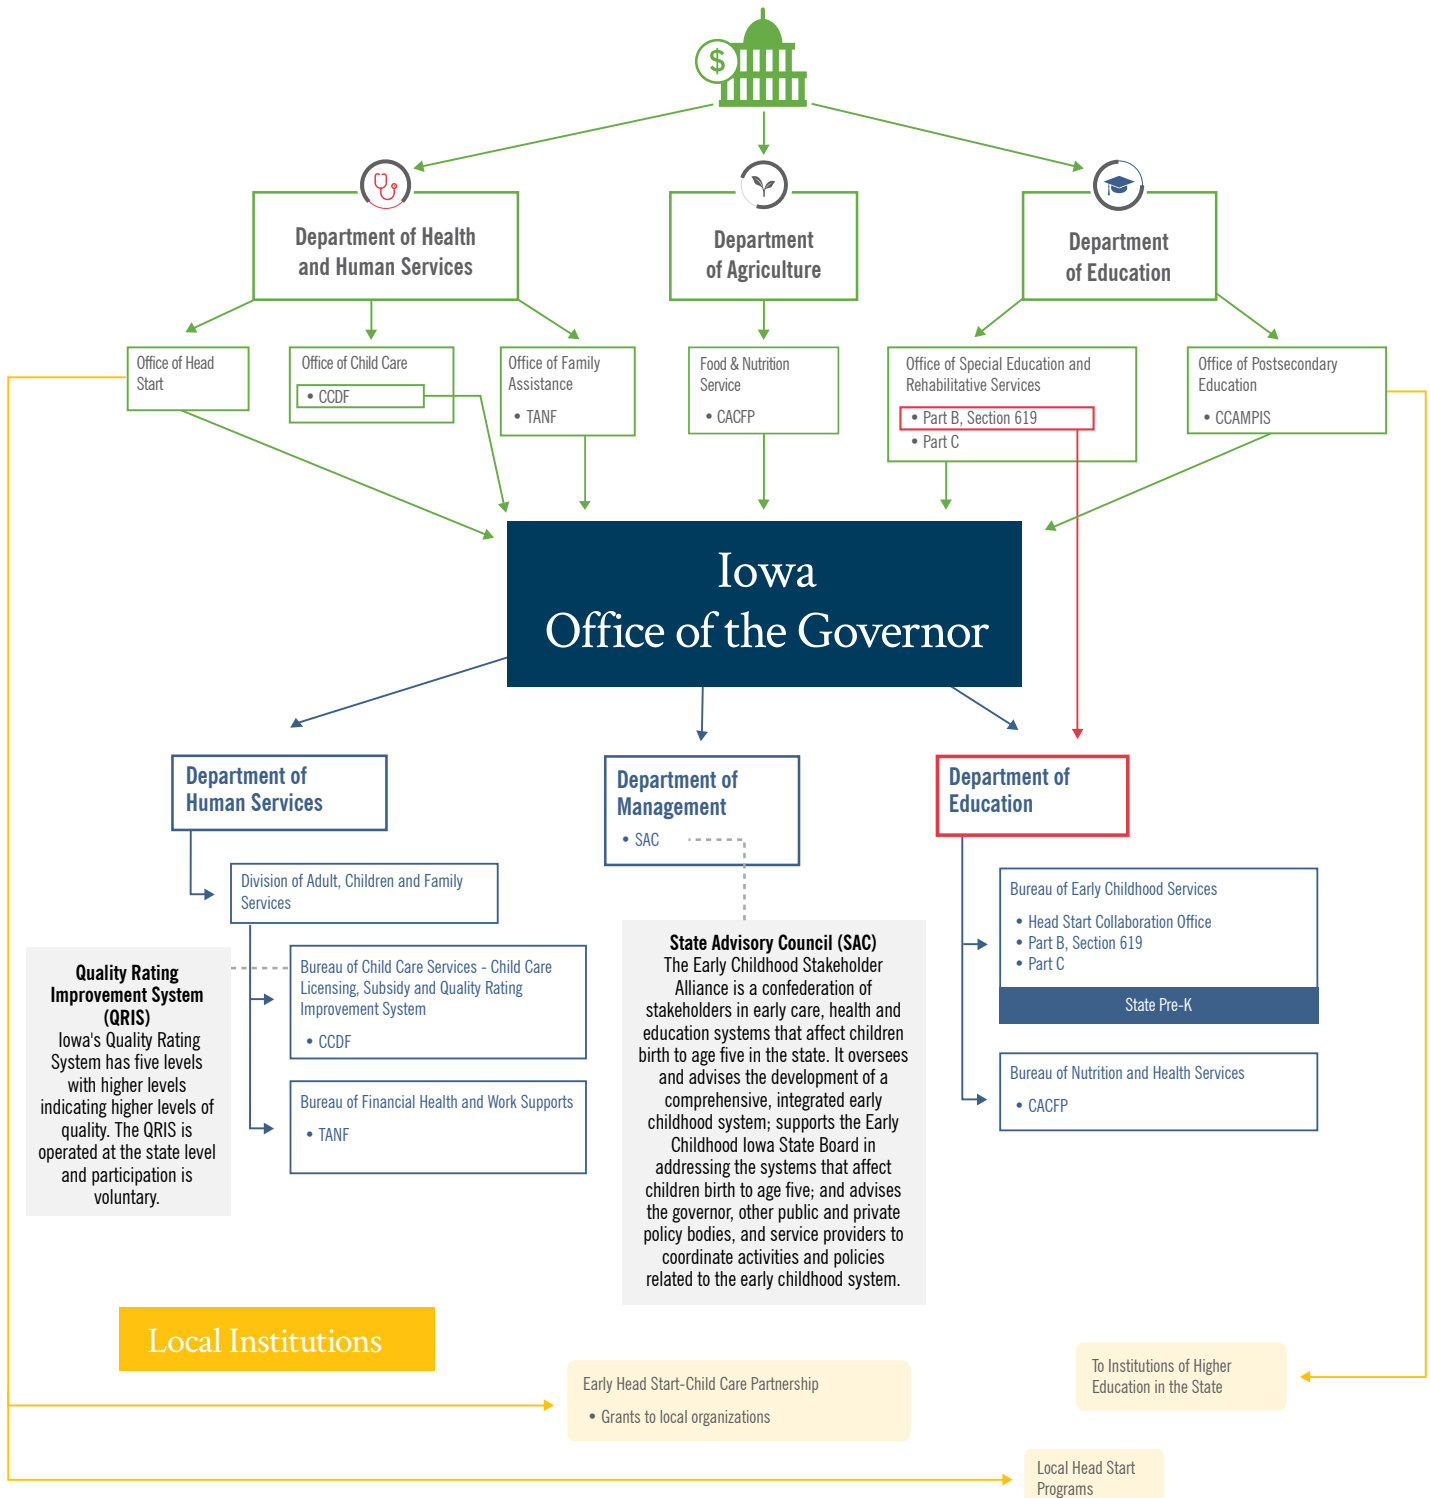 $
Department of Health
and Human Services
Department
of Agriculture
Department
of Education
Office of Head
Start
Office of Child Care
• CCDF
Office of Family
Assistance
• TANF
Food & Nutrition
Service
• CACFP
Office of Special Education and
Rehabilitative Services
• Part B, Section 619
• Part C
Office of Postsecondary
Education
• CCAMPIS
Iowa
Office of the Governor
Department of
Human Services
Division of Adult, Children and Family
Services
Quality Rating
Improvement System
(QRIS)
Iowa's Quality Rating
System has five levels
with higher levels
indicating higher levels of
quality. The QRIS is
operated at the state level
and participation is
voluntary.
Bureau of Child Care Services - Child Care
Licensing, Subsidy and Quality Rating
Improvement System
• CCDF
Bureau of Financial Health and Work Supports
• TANF
Department of
Management
• SAC
State Advisory Council (SAC)
The Early Childhood Stakeholder
Alliance is a confederation of
stakeholders in early care, health and
education systems that affect children
birth to age five in the state. It oversees
and advises the development of a
comprehensive, integrated early
childhood system; supports the Early
Childhood Iowa State Board in
addressing the systems that affect
children birth to age five; and advises
the governor, other public and private
policy bodies, and service providers to
coordinate activities and policies
related to the early childhood system.
Department of
Education
Bureau of Early Childhood Services
• Head Start Collaboration Office
• Part B, Section 619
• Part C
State Pre-K
Bureau of Nutrition and Health Services
• CACFP
Local Institutions
Early Head Start-Child Care Partnership
• Grants to local organizations
To Institutions of Higher
Education in the State
Local Head Start
Programs